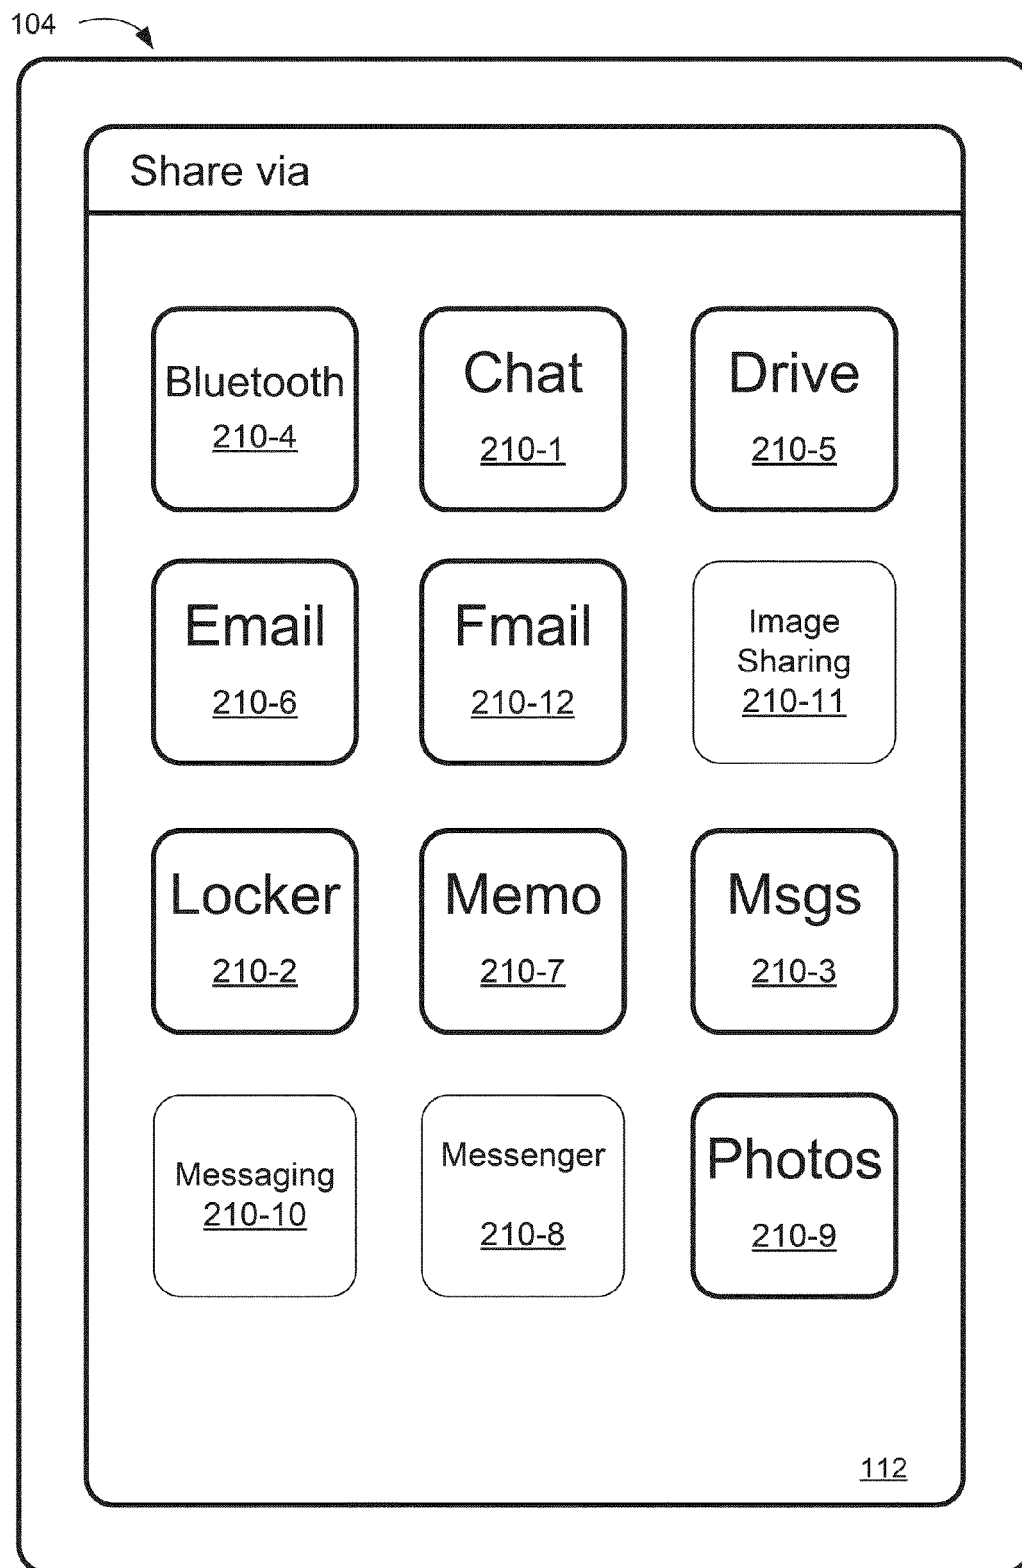 104
Share via
Bluetooth
210-4
Chat
210-1
Drive
210-5
Email
210-6
Fmail
210-12
Image
Sharing
210-11
Locker
210-2
Memo
210-7
Msgs
210-3
Messaging
210-10
Messenger
210-8
Photos
210-9
112